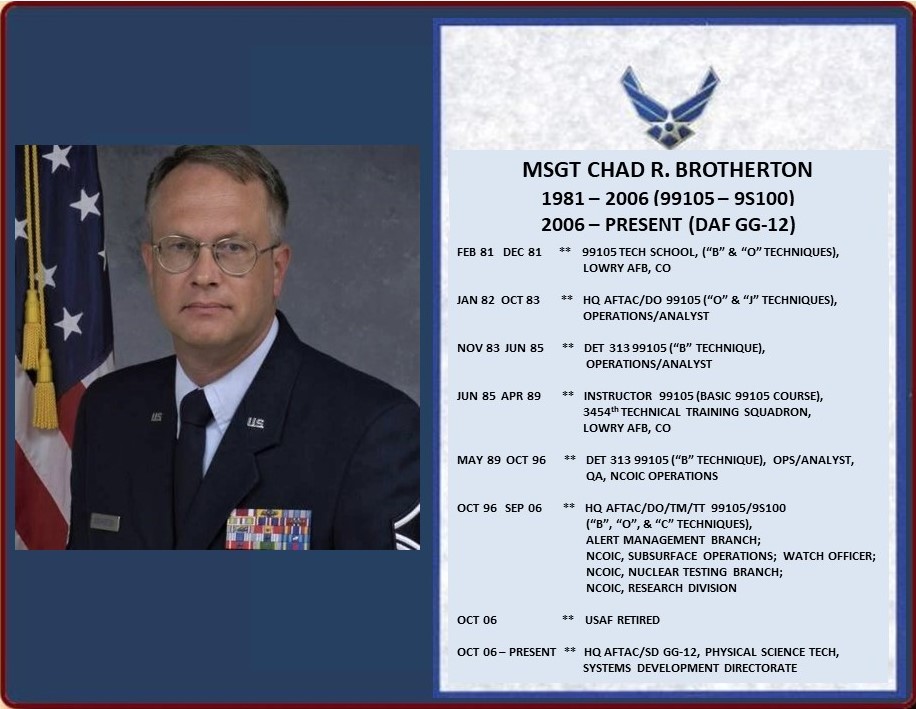 MSGT CHAD R. BROTHERTON
1981 – 2006 (99105 – 9S100)
2006 – PRESENT (DAF GG-12)
FEB 81 DEC 81 ** 99105 TECH SCHOOL, (“B” & “O” TECHNIQUES),
LOWRY AFB, CO
JAN 82 OCT 83 ** HQ AFTAC/DO 99105 (“O” & “J” TECHNIQUES),
OPERATIONS/ANALYST
NOV 83 JUN 85 ** DET 313 99105 (“B” TECHNIQUE),
OPERATIONS/ANALYST
JUN 85 APR 89 ** INSTRUCTOR 99105 (BASIC 99105 COURSE),
3454th TECHNICAL TRAINING SQUADRON,
LOWRY AFB, CO
MAY 89 OCT 96 ** DET 313 99105 (“B” TECHNIQUE), OPS/ANALYST,
QA, NCOIC OPERATIONS
OCT 96 SEP 06 ** HQ AFTAC/DO/TM/TT 99105/9S100
(“B”, “O”, & “C” TECHNIQUES),
ALERT MANAGEMENT BRANCH;
NCOIC, SUBSURFACE OPERATIONS; WATCH OFFICER;
NCOIC, NUCLEAR TESTING BRANCH;
NCOIC, RESEARCH DIVISION
OCT 06 ** USAF RETIRED
OCT 06 – PRESENT ** HQ AFTAC/SD GG-12, PHYSICAL SCIENCE TECH,
SYSTEMS DEVELOPMENT DIRECTORATE
US
US